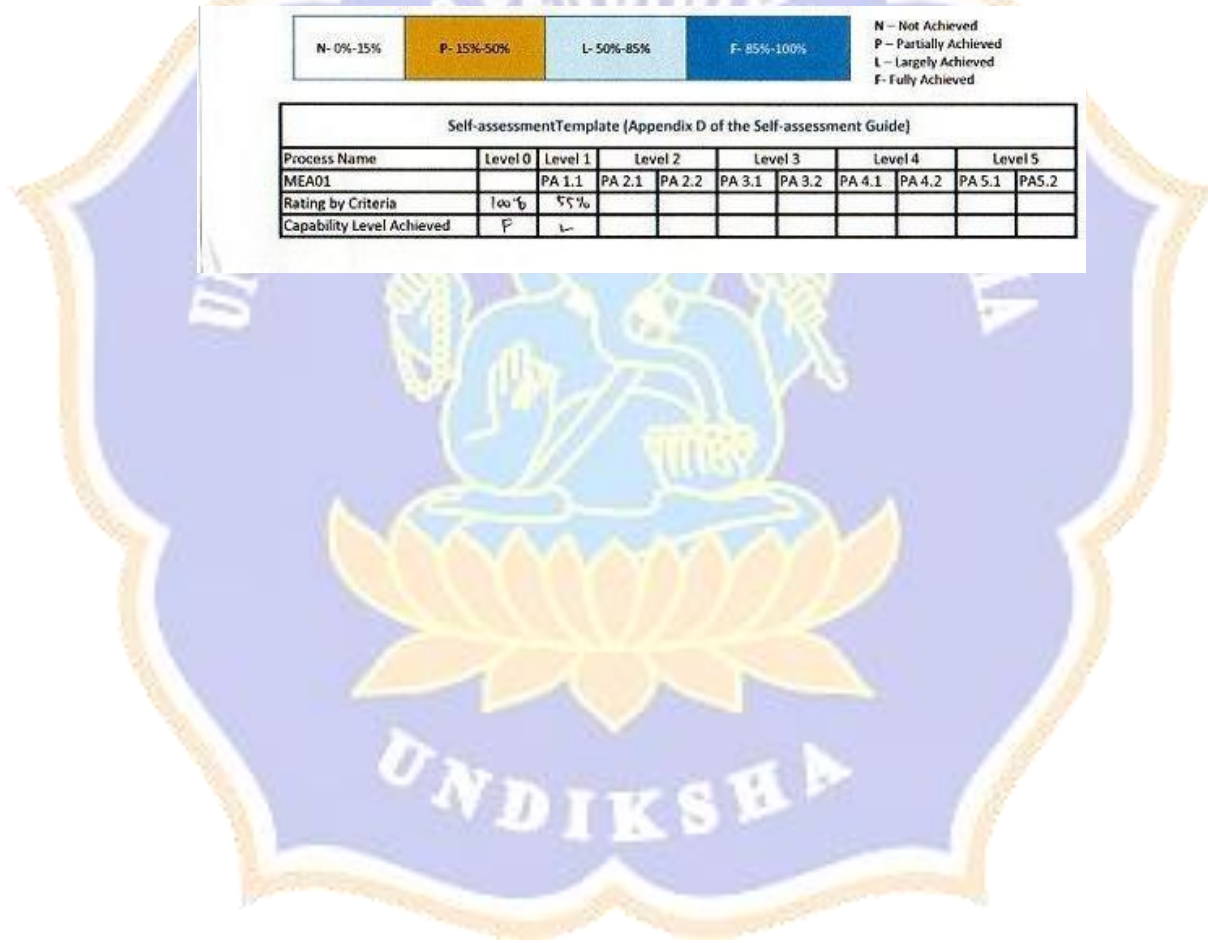 N- 0%-15% P- 15%-50% L- 50%-85% F- 85%-100%
N – Not Achieved
P – Partially Achieved
L – Largely Achieved
F- Fully Achieved
Self-assessmentTemplate (Appendix D of the Self-assessment Guide)
Process Name Level 0 Level 1 Level 2 Level 3 Level 4 Level 5
MEA01 PA 1.1 PA 2.1 PA 2.2 PA 3.1 PA 3.2 PA 4.1 PA 4.2 PA 5.1 PA5.2
Rating by Criteria 100% 55%
Capability Level Achieved F L
UNDIKSHA